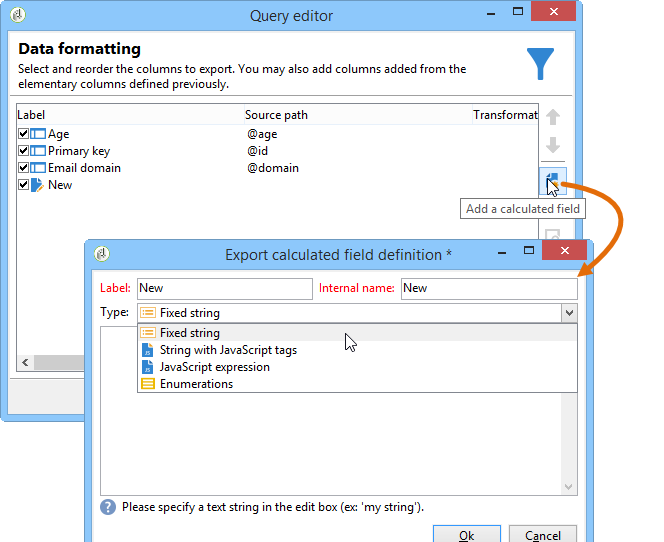 Query editor
Data formatting
Select and reorder the columns to export. You may also add columns added from the
elementary columns defined previously.
Label Source path Transformat
Age @age
Primary key @id
Email domain @domain
New
Add a calculated field
Export calculated field definition *
Label: New Internal name: New
Type: Fixed string
Fixed string
String with JavaScript tags
JavaScript expression
Enumerations
Please specify a text string in the edit box (ex: 'my string').
Ok Cancel